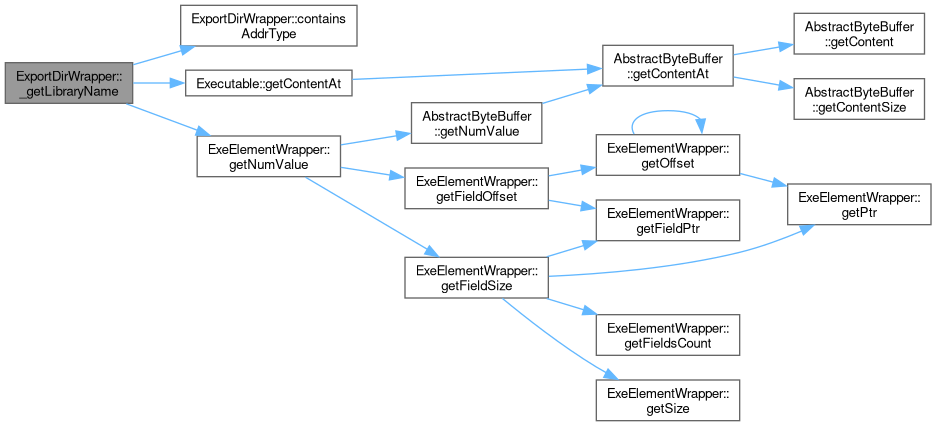 ExportDirWrapper::
_getLibraryName
ExportDirWrapper::contains
AddrType
Executable::getContentAt
ExeElementWrapper::
getNumValue
AbstractByteBuffer
::getNumValue
ExeElementWrapper::
getFieldOffset
ExeElementWrapper::
getFieldSize
AbstractByteBuffer
::getContentAt
ExeElementWrapper::
getOffset
ExeElementWrapper::
getFieldPtr
ExeElementWrapper::
getFieldsCount
ExeElementWrapper::
getSize
AbstractByteBuffer
::getContent
AbstractByteBuffer
::getContentSize
ExeElementWrapper::
getPtr